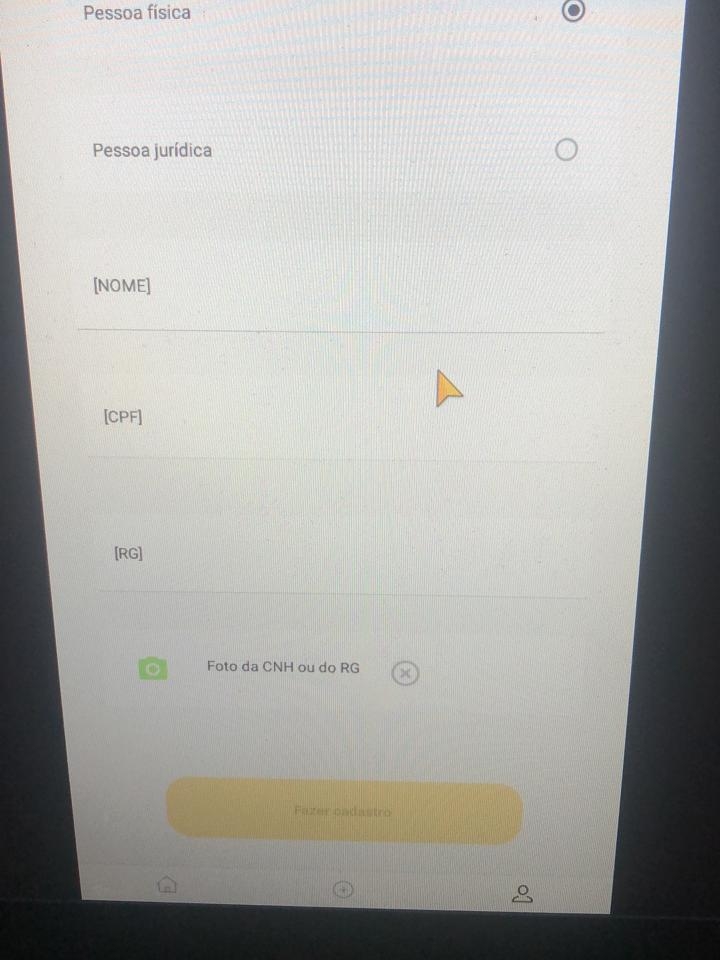 Pessoa física
Pessoa jurídica
[NOME]
[CPF]
[RG]
Foto da CNH ou do RG
Fazer cadastro